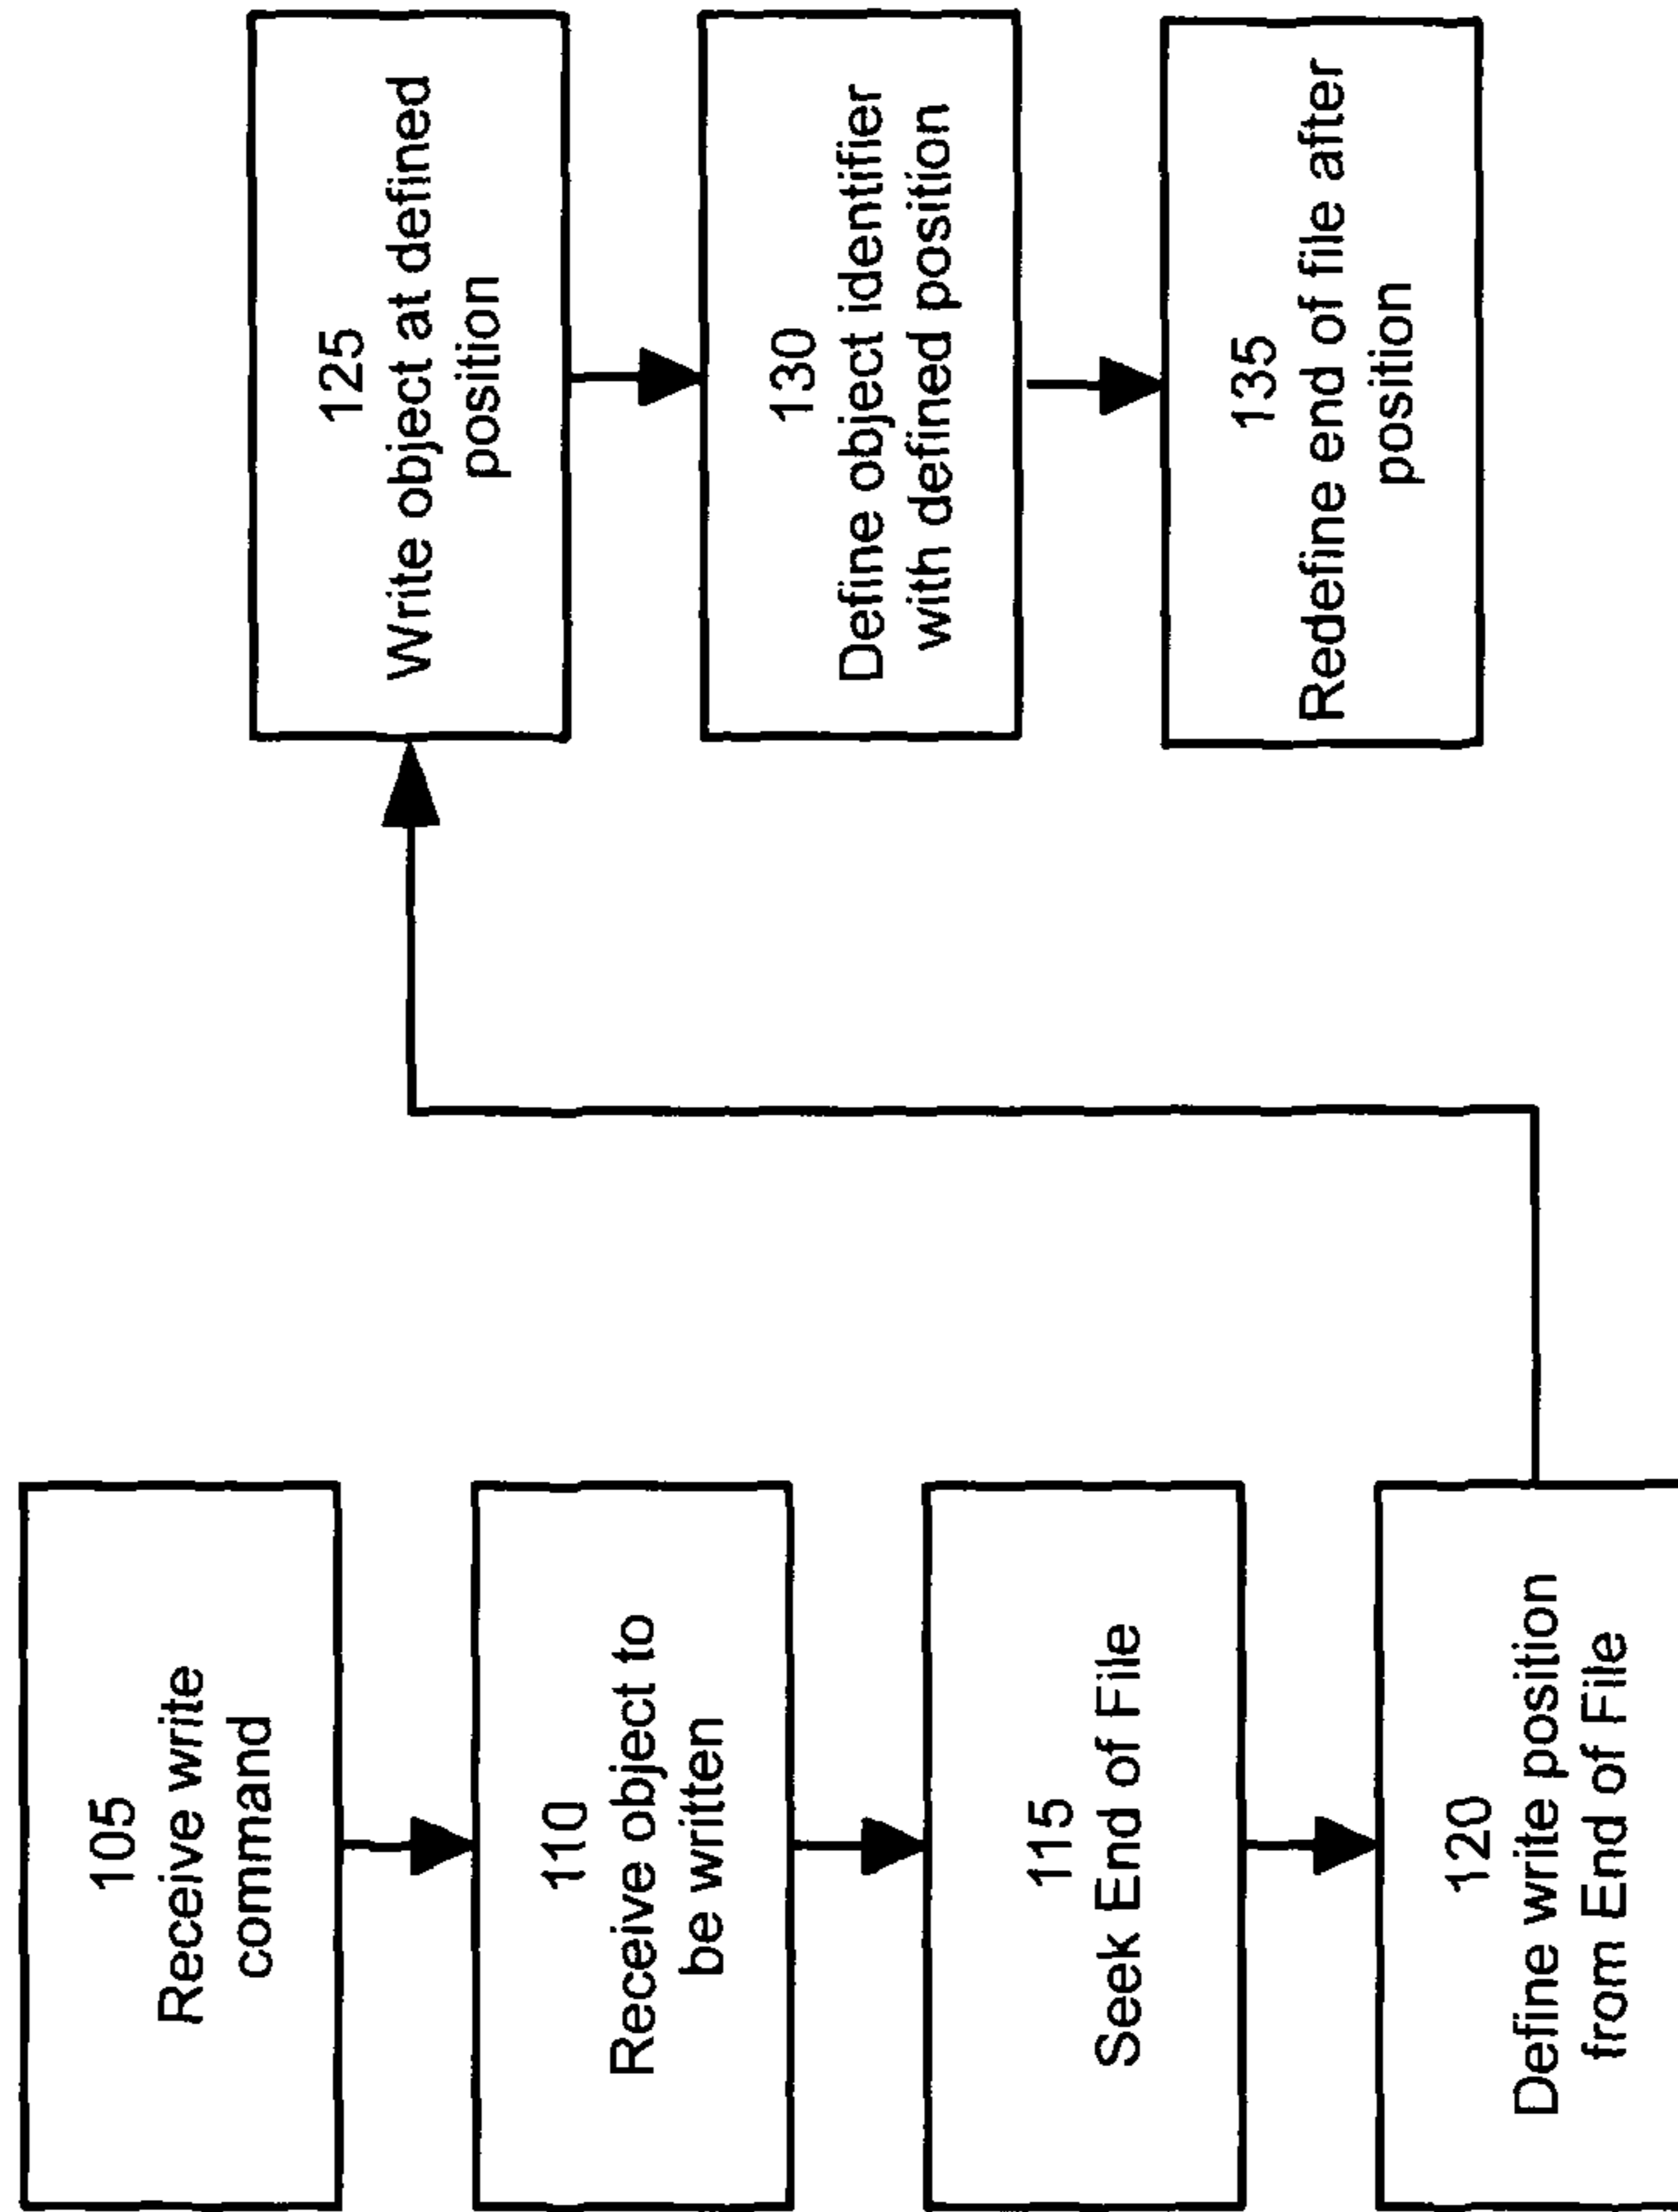 105
Receive write
command
110
Receive object to
be written
115
Seek End of File
120
Define write position
from End of File
125
Write object at defined
position
130
Define object identifier
with defined position
135
Redefine end of file after
position